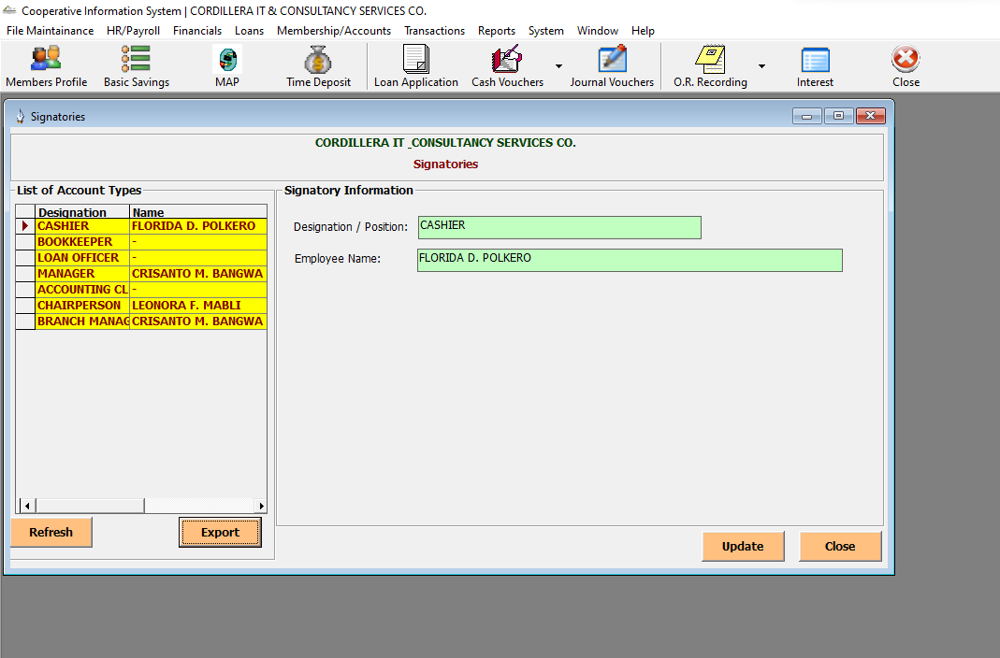 Cooperative Information System | CORDILLERA IT & CONSULTANCY SERVICES CO.
File Maintainance HR/Payroll Financials Loans Membership/Accounts Transactions Reports System Window Help
Members Profile Basic Savings MAP Time Deposit Loan Application Cash Vouchers Journal Vouchers O.R. Recording Interest Close
Signatories
CORDILLERA IT _CONSULTANCY SERVICES CO.
Signatories
List of Account Types
Designation Name
CASHIER FLORIDA D. POLKERO
BOOKKEEPER -
LOAN OFFICER -
MANAGER CRISANTO M. BANGWA
ACCOUNTING CL -
CHAIRPERSON LEONORA F. MABLI
BRANCH MANAG CRISANTO M. BANGWA
Refresh Export
Signatory Information
Designation / Position: CASHIER
Employee Name: FLORIDA D. POLKERO
Update Close